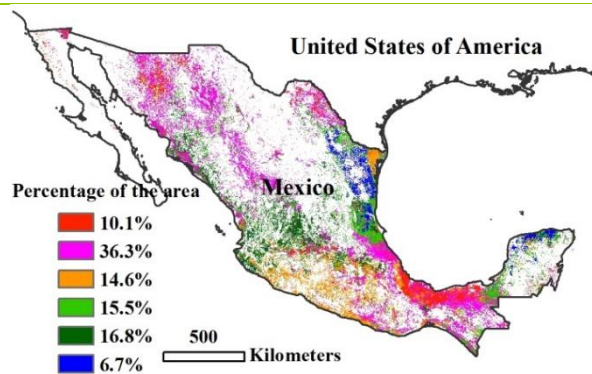 United States of America
Mexico
Percentage of the area
10.1%
36.3%
14.6%
15.5%
16.8%
6.7%
500
Kilometers